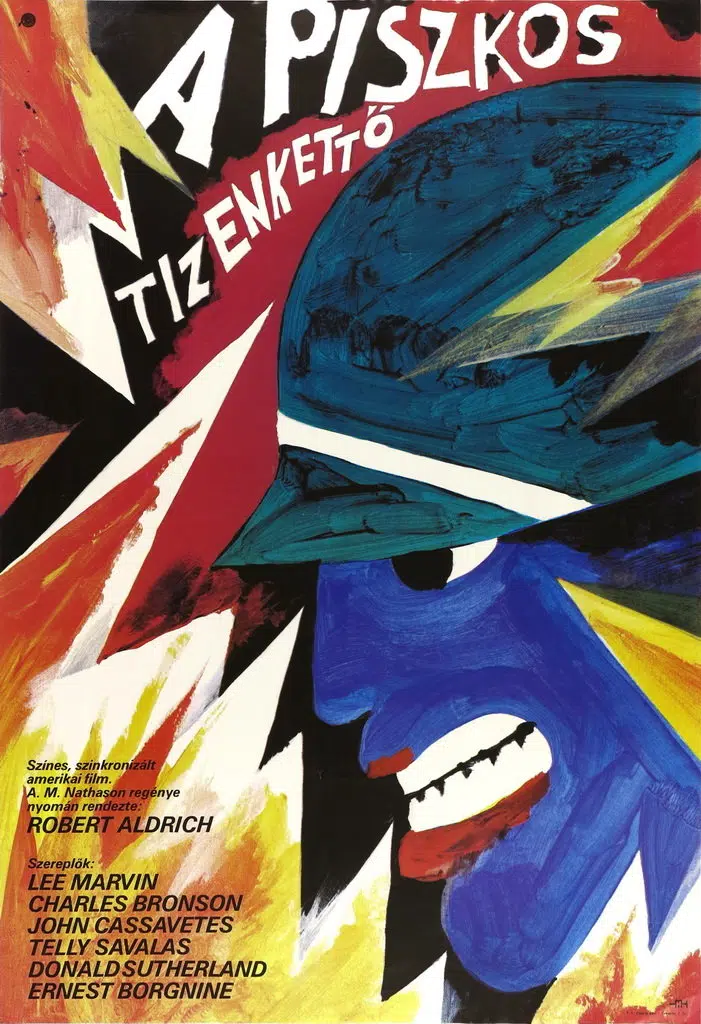 A PISZKOS
TIZENKETTŐ
Színes, szinkronizált
amerikai film.
A. M. Nathason regénye
nyomán rendezte:
ROBERT ALDRICH
Szereplők:
LEE MARVIN
CHARLES BRONSON
JOHN CASSAVETES
TELLY SAVALAS
DONALD SUTHERLAND
ERNEST BORGNINE